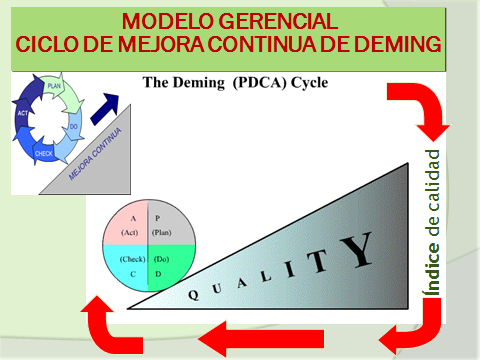 MODELO GERENCIAL
CICLO DE MEJORA CONTINUA DE DEMING
The Deming (PDCA) Cycle
PLAN
ACT
DO
CHECK
MEJORA CONTINUA
A
P
(Act)
(Plan)
(Check)
(Do)
C
D
QUALITY
Índice de calidad